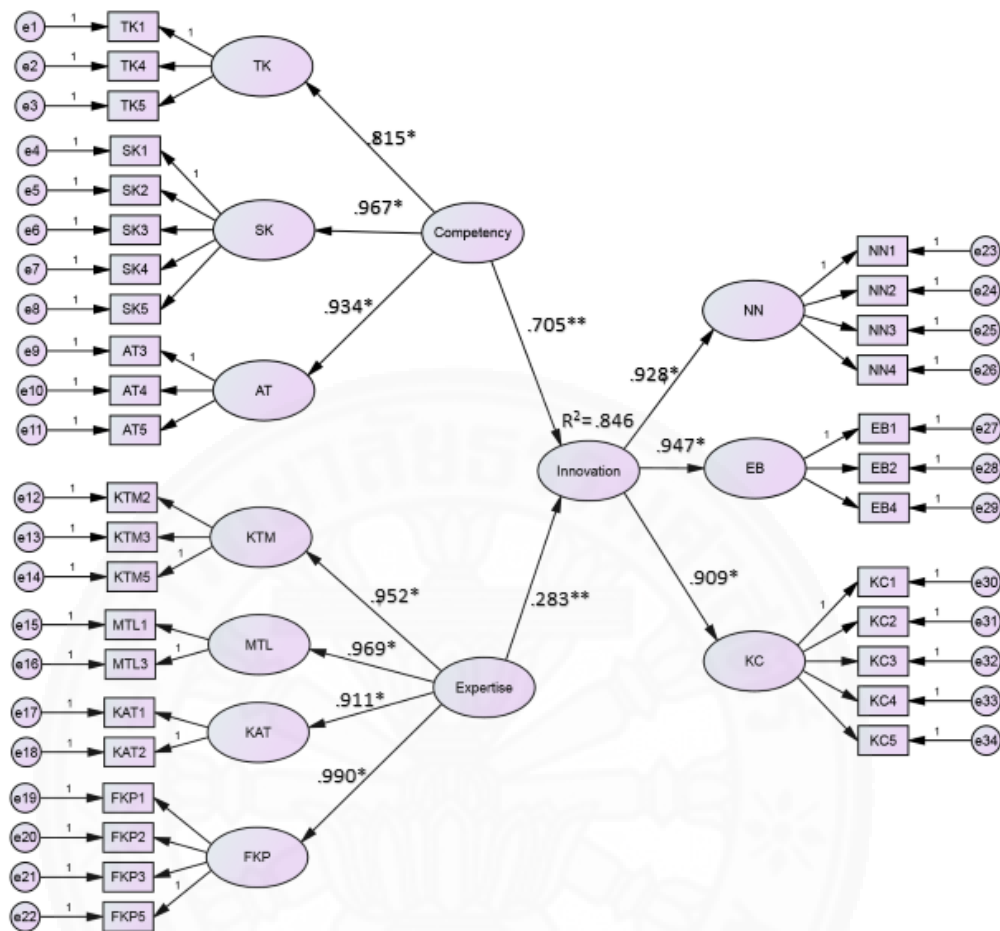 e1 1 TK1 1
e2 1 TK4 TK
e3 1 TK5
.815*
e4 1 SK1 1
e5 1 SK2
e6 1 SK3 SK .967* Competency
e7 1 SK4
e8 1 SK5
.934*
e9 1 AT3 1
e10 1 AT4 AT
e11 1 AT5
.705**
NN1 1 e23
1 NN2 1 e24
NN NN3 1 e25
NN4 1 e26
.928*
R²=.846
Innovation .947* EB
1 EB1 1 e27
EB2 1 e28
EB4 1 e29
e12 1 KTM2
e13 1 KTM3 KTM
e14 1 KTM5 1
.952*
.283**
.909*
e15 1 MTL1
e16 1 MTL3 1 MTL .969*
Expertise
e17 1 KAT1 .911*
e18 1 KAT2 1 KAT
.990*
KC1 1 e30
1 KC2 1 e31
KC KC3 1 e32
KC4 1 e33
KC5 1 e34
e19 1 FKP1
e20 1 FKP2
e21 1 FKP3 FKP
e22 1 FKP5 1